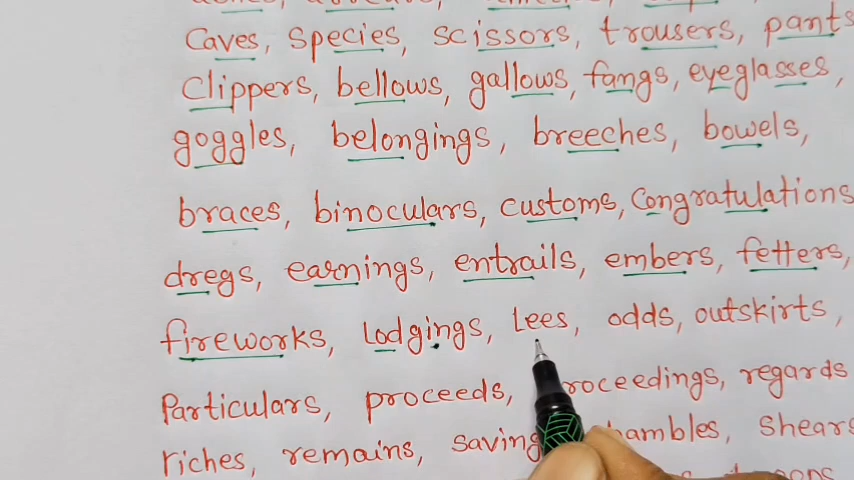 Caves, Species, Scissors, trousers, pants
Clippers, bellows, gallows, fangs, eyeglasses,
goggles, belongings, breeches, bowels,
braces, binoculars, customs, Congratulations
dregs, earnings, entrails, embers, fetters,
fireworks, Lodgings, Lees, odds, outskirts,
Particulars, proceeds, roceedings, regards
riches, remains, saving hambles, Shears